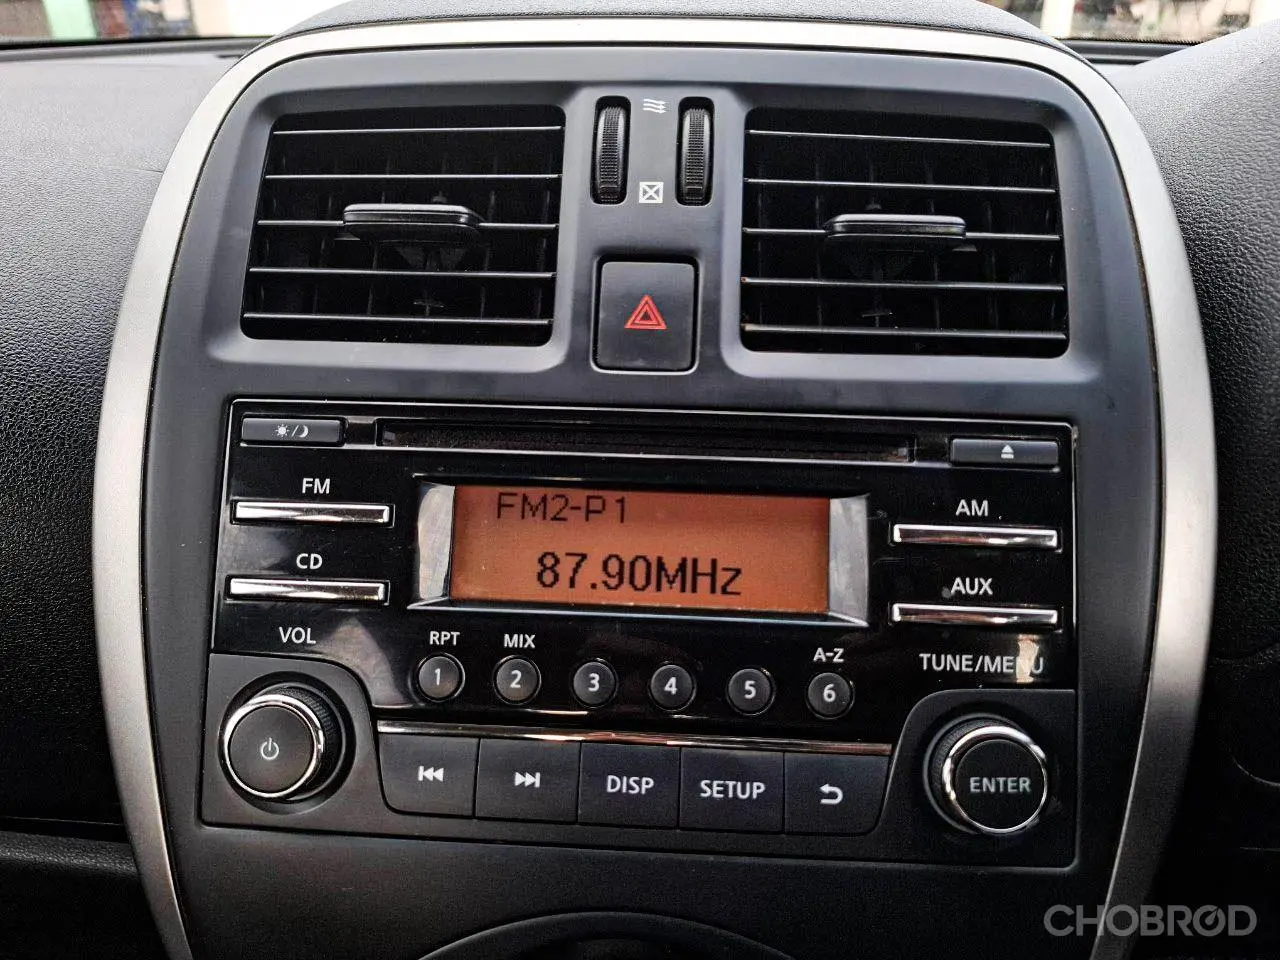 FM
CD
VOL
FM2-P1
87.90MHz
AM
AUX
TUNE/MENU
RPT
MIX
A-Z
1
2
3
4
5
6
DISP
SETUP
ENTER
CHOBROD